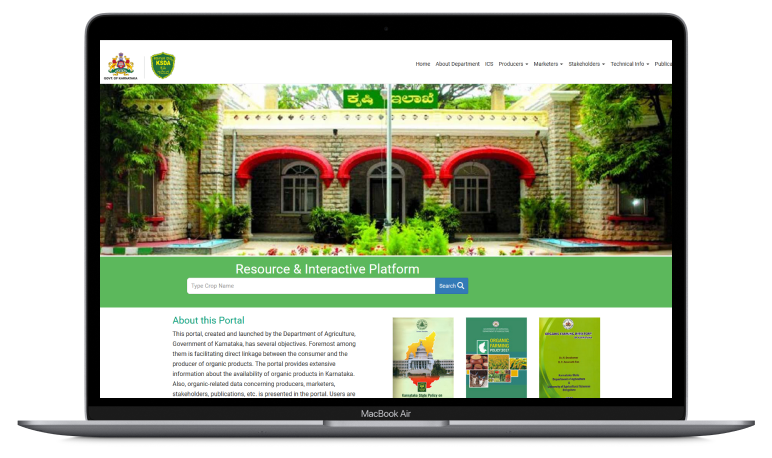 GOVT. OF KARNATAKA
KSDA
Home About Department ICS Producers Marketers Stakeholders Technical Info Publica
ಕೃಷಿ ಇಲಾಖೆ
Resource & Interactive Platform
Type Crop Name
Search
About this Portal
This portal, created and launched by the Department of Agriculture,
Government of Karnataka, has several objectives. Foremost among
them is facilitating direct linkage between the consumer and the
producer of organic products. The portal provides extensive
information about the availability of organic products in Karnataka.
Also, organic-related data concerning producers, marketers,
stakeholders, publications, etc. is presented in the portal. Users are
Karnataka State Policy on
ORGANIC
FARMING
POLICY 2017
MacBook Air